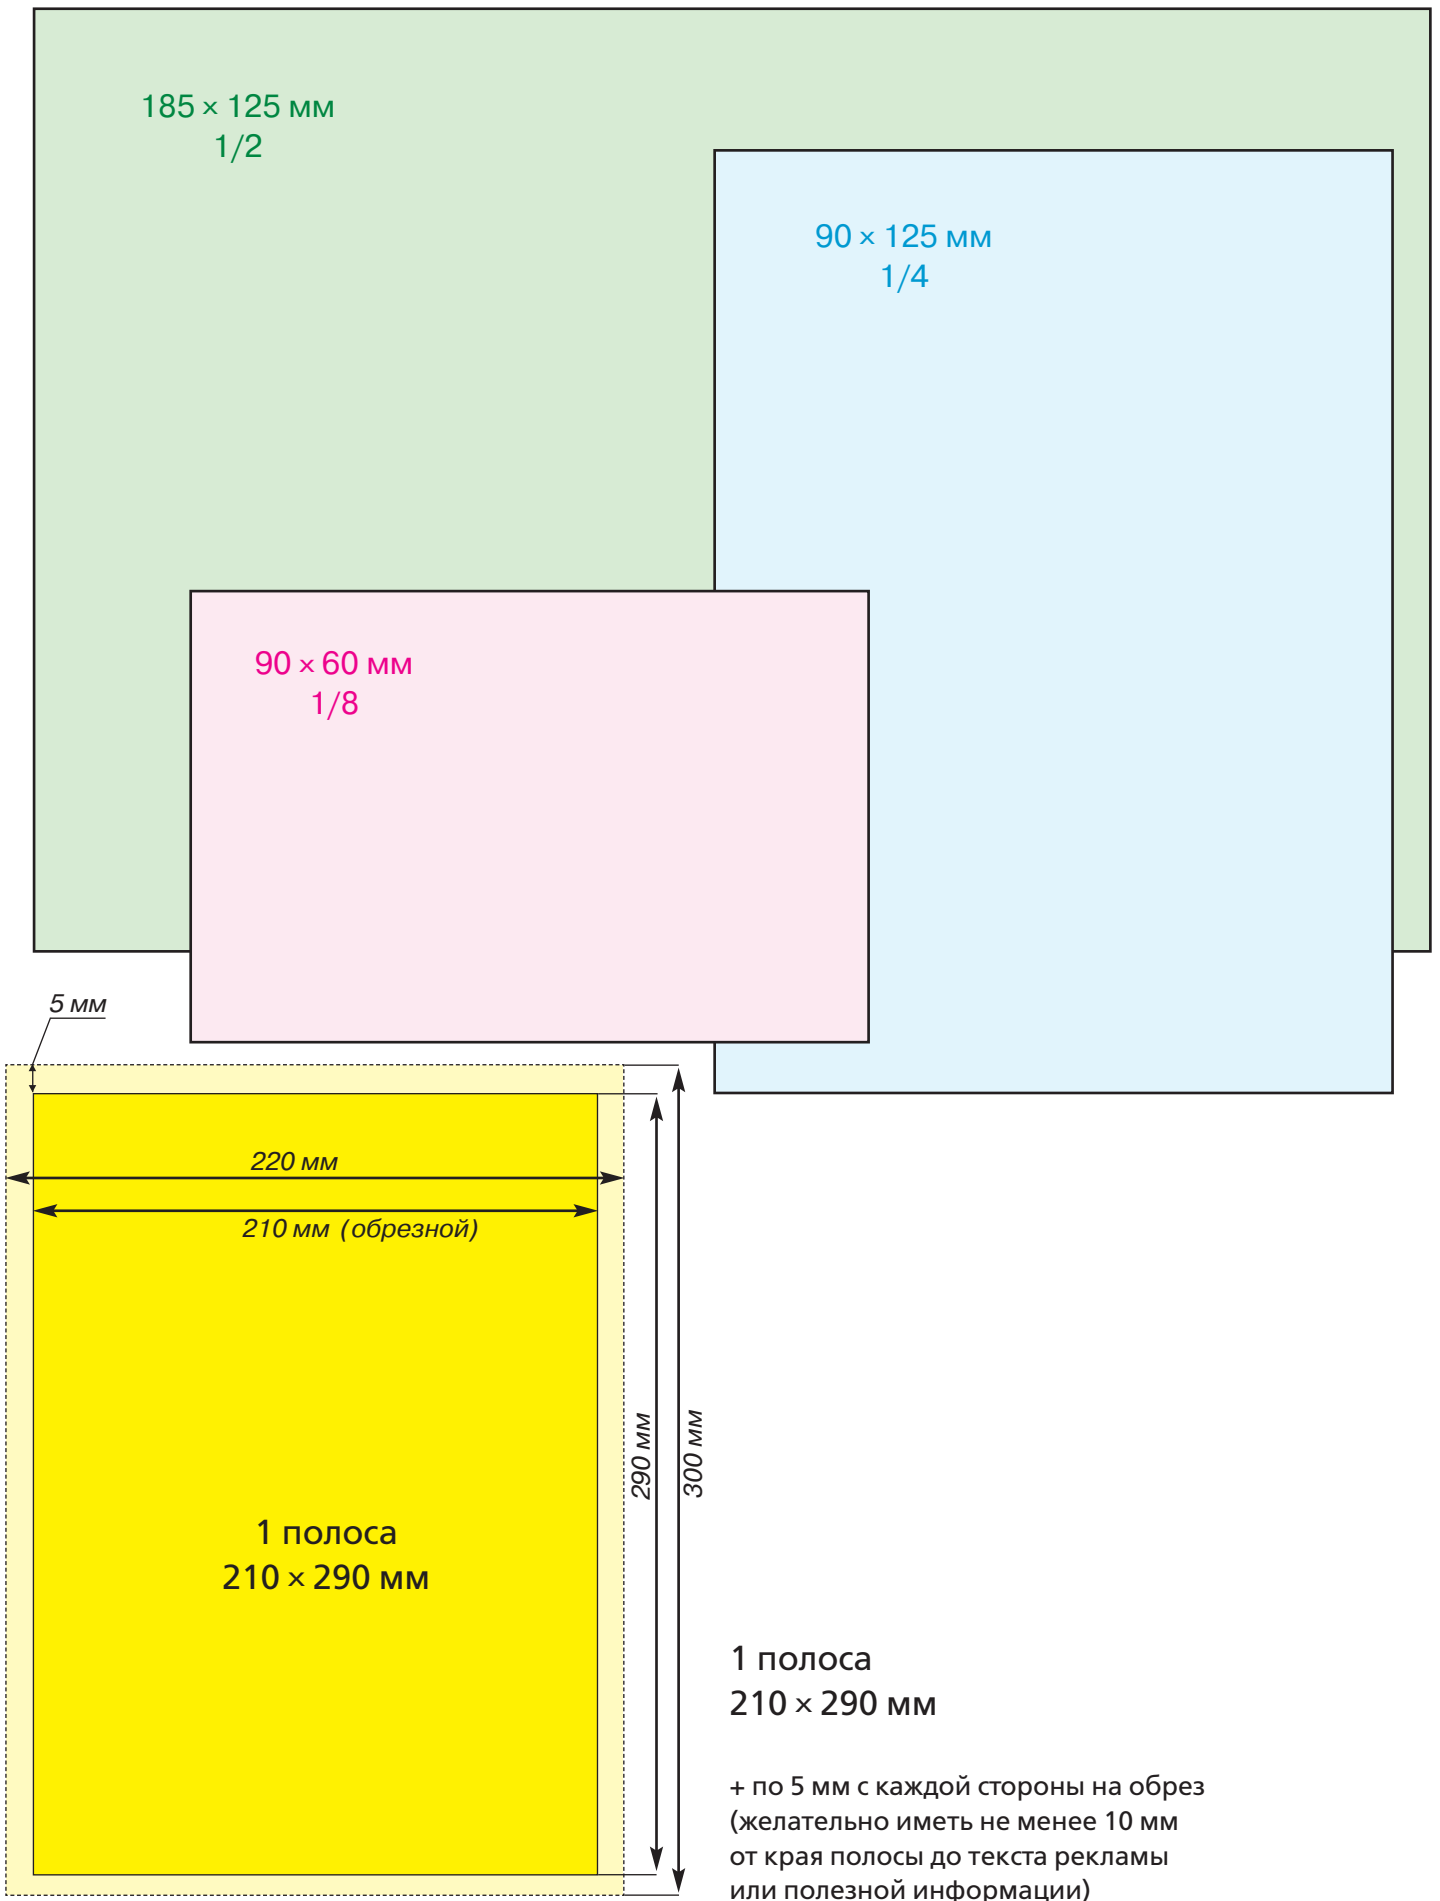 185 × 125 мм
1/2
90 × 125 мм
1/4
90 × 60 мм
1/8
5 мм
220 мм
210 мм (обрезной)
290 мм
300 мм
1 полоса
210 × 290 мм
1 полоса
210 × 290 мм
+ по 5 мм с каждой стороны на обрез
(желательно иметь не менее 10 мм
от края полосы до текста рекламы
или полезной информации)